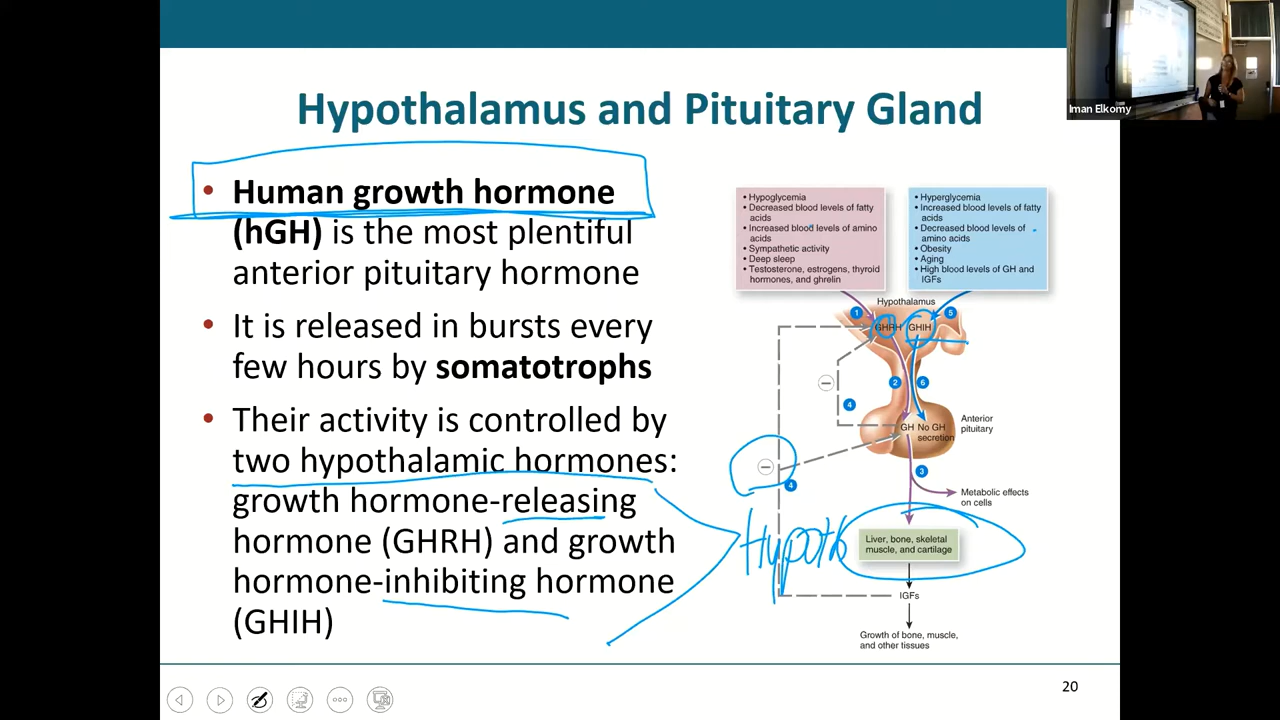 Iman Elkomy
Hypothalamus and Pituitary Gland
• Human growth hormone
(hGH) is the most plentiful
anterior pituitary hormone
• It is released in bursts every
few hours by somatotrophs
• Their activity is controlled by
two hypothalamic hormones:
growth hormone-releasing
hormone (GHRH) and growth
hormone-inhibiting hormone
(GHIH)
• Hypoglycemia
• Decreased blood levels of fatty
acids
• Increased blood levels of amino
acids
• Sympathetic activity
• Deep sleep
• Testosterone, estrogens, thyroid
hormones, and ghrelin
• Hyperglycemia
• Increased blood levels of fatty
acids
• Decreased blood levels of
amino acids
• Obesity
• Aging
• High blood levels of GH and
IGFs
Hypothalamus
1
5
GHRH GHIH
2
6
4
GH No GH
secretion
Anterior
pituitary
3
4
Metabolic effects
on cells
Hypoth
Liver, bone, skeletal
muscle, and cartilage
IGFs
Growth of bone, muscle,
and other tissues
20